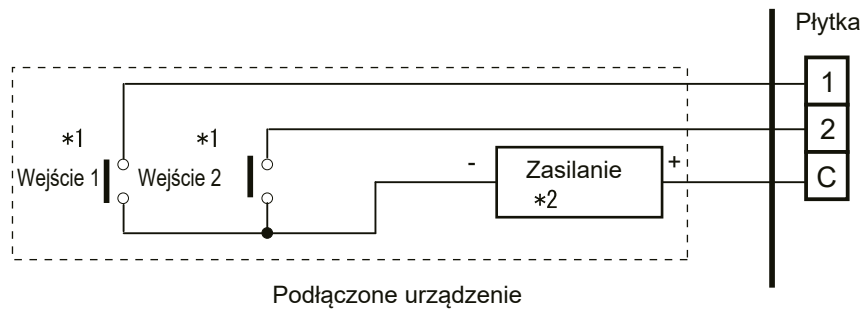 Płytka
1
*1
*1
2
Wejście 1
Wejście 2
-
Zasilanie
+
*2
C
Podłączone urządzenie